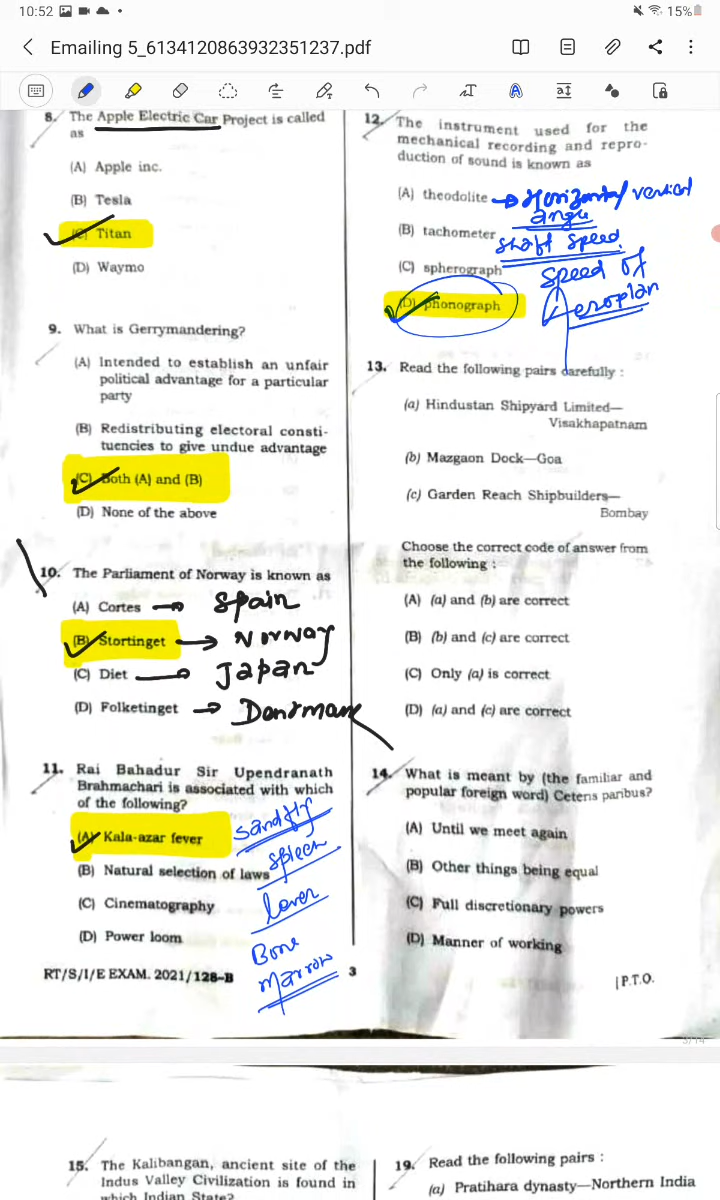 10:52
15%
Emailing 5_6134120863932351237.pdf
8. The Apple Electric Car Project is called
as
(A) Apple inc.
(B) Tesla
(C) Titan
(D) Waymo
9. What is Gerrymandering?
(A) Intended to establish an unfair
political advantage for a particular
party
(B) Redistributing electoral consti-
tuencies to give undue advantage
(C) Both (A) and (B)
(D) None of the above
10. The Parliament of Norway is known as
(A) Cortes → Spain
(B) Stortinget → Norway
(C) Diet → Japan
(D) Folketinget →
11. Rai Bahadur Sir Upendranath
Brahmachari is associated with which
of the following?
(A) Kala-azar fever
(B) Natural selection of laws
(C) Cinematography
(D) Power loom
sandfly
spleen
lever
Bone
marrow
RT/S/I/E EXAM. 2021/128-B
3
12. The instrument used for the
mechanical recording and repro-
duction of sound is known as
(A) theodolite → Horizontal/vertical
angle
(B) tachometer
shaft speed
(C) spherograph
speed of
Aeroplan
(D) phonograph
13. Read the following pairs carefully :
(a) Hindustan Shipyard Limited—
Visakhapatnam
(b) Mazgaon Dock—Goa
(c) Garden Reach Shipbuilders—
Bombay
Choose the correct code of answer from
the following :
(A) (a) and (b) are correct
(B) (b) and (c) are correct
(C) Only (a) is correct
(D) (a) and (c) are correct
14. What is meant by (the familiar and
popular foreign word) Cetens paribus?
(A) Until we meet again
(B) Other things being equal
(C) Full discretionary powers
(D) Manner of working
| P.T.O.
3/14
15. The Kalibangan, ancient site of the
Indus Valley Civilization is found in
which Indian State?
19. Read the following pairs :
(a) Pratihara dynasty—Northern India